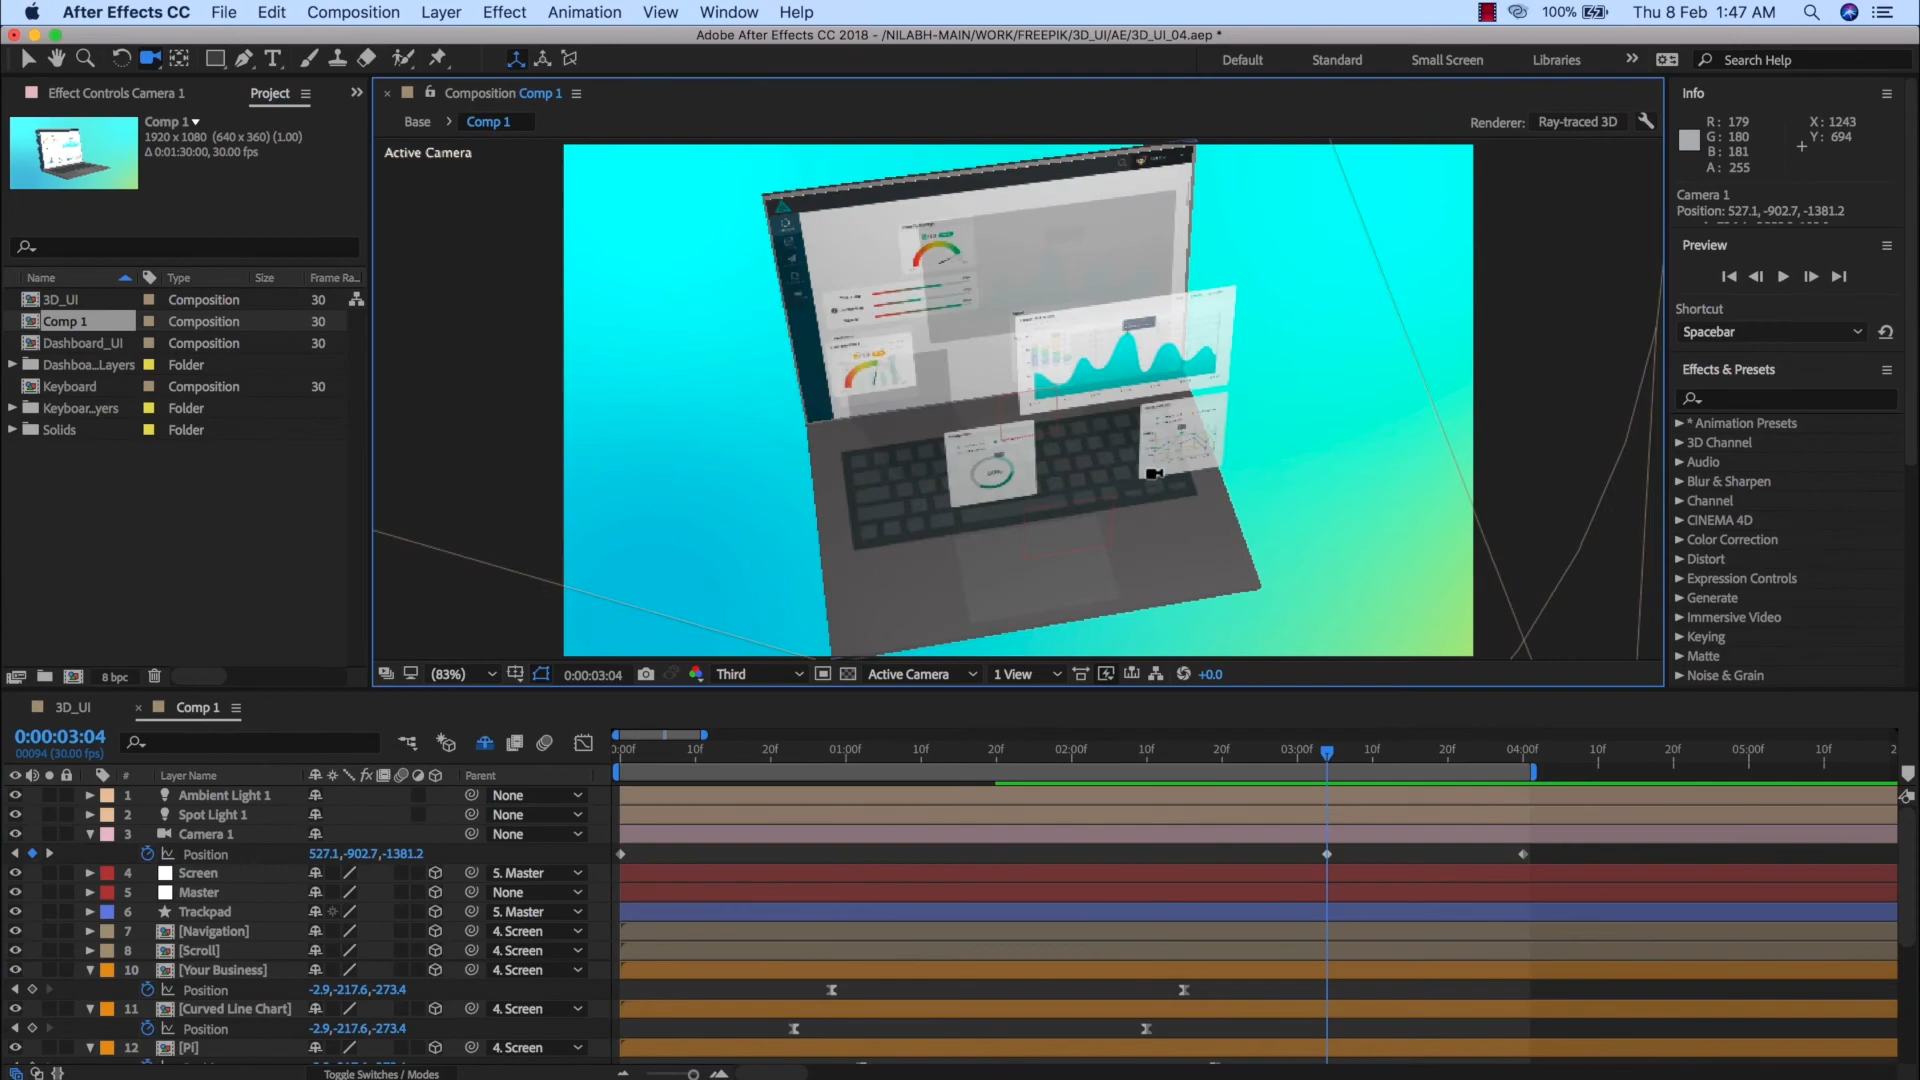 After Effects CC File Edit Composition Layer Effect Animation View Window Help 100% Thu 8 Feb 1:47 AM
Adobe After Effects CC 2018 - /NILABH-MAIN/WORK/FREEPIK/3D_UI/AE/3D_UI_04.aep *
Default Standard Small Screen Libraries Search Help
Effect Controls Camera 1 Project
Comp 1
1920 x 1080 (640 x 360) (1.00)
Δ 0:01:30:00, 30.00 fps
Name Type Size Frame Ra...
3D_UI Composition 30
Comp 1 Composition 30
Dashboard_UI Composition 30
Dashboa...Layers Folder
Keyboard Composition 30
Keyboar...yers Folder
Solids Folder
8 bpc
Composition Comp 1
Base Comp 1
Renderer: Ray-traced 3D
Active Camera
(83%) 0:00:03:04 Third Active Camera 1 View +0.0
Info
R: 179 X: 1243
G: 180 Y: 694
B: 181
A: 255
Camera 1
Position: 527.1, -902.7, -1381.2
Preview
Shortcut
Spacebar
Effects & Presets
* Animation Presets
3D Channel
Audio
Blur & Sharpen
Channel
CINEMA 4D
Color Correction
Distort
Expression Controls
Generate
Immersive Video
Keying
Matte
Noise & Grain
3D_UI Comp 1
0:00:03:04
00094 (30.00 fps)
0:00f 10f 20f 01:00f 10f 20f 02:00f 10f 20f 03:00f 10f 20f 04:00f 10f 20f 05:00f 10f 2
# Layer Name Parent
1 Ambient Light 1 None
2 Spot Light 1 None
3 Camera 1 None
Position 527.1,-902.7,-1381.2
4 Screen 5. Master
5 Master None
6 Trackpad 5. Master
7 [Navigation] 4. Screen
8 [Scroll] 4. Screen
10 [Your Business] 4. Screen
Position -2.9,-217.6,-273.4
11 [Curved Line Chart] 4. Screen
Position -2.9,-217.6,-273.4
12 [Pi] 4. Screen
Toggle Switches / Modes